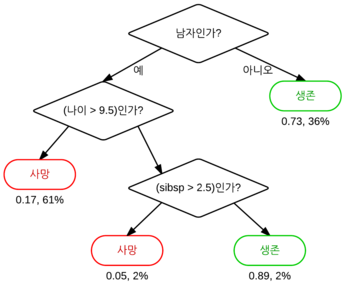 남자인가?
예
아니오
생존
0.73, 36%
(나이 > 9.5)인가?
사망
0.17, 61%
(sibsp > 2.5)인가?
사망
0.05, 2%
생존
0.89, 2%